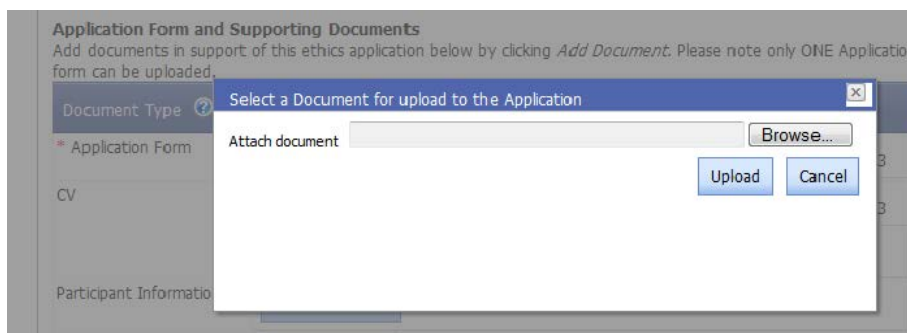 Application Form and Supporting Documents
Add documents in support of this ethics application below by clicking Add Document. Please note only ONE Applicatio
form can be uploaded.
Document Type ?
Select a Document for upload to the Application
* Application Form
Attach document
Browse...
3
Upload
Cancel
CV
3
Participant Informatio